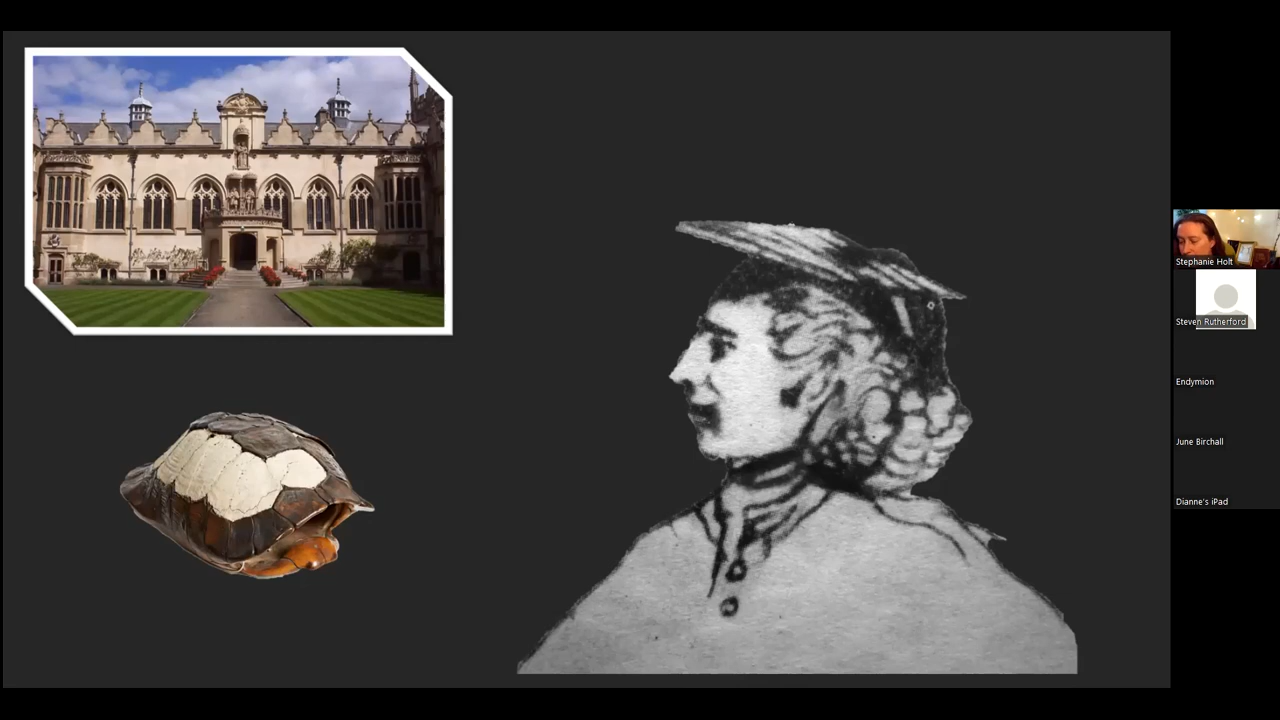 Stephanie Holt
Steven Rutherford
Endymion
June Birchall
Dianne's iPad